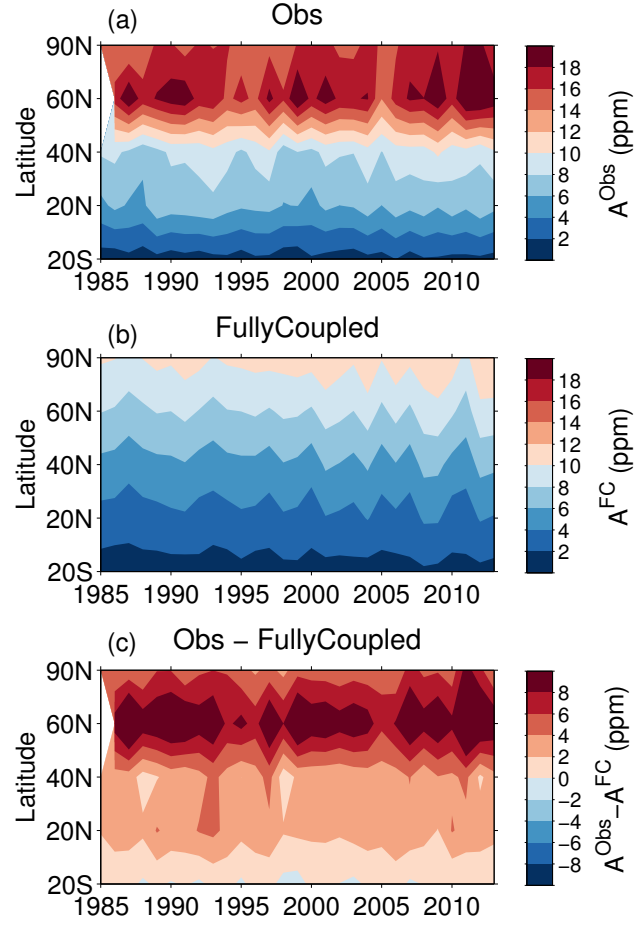 (a) Obs
90N
60N
40N
20N
20S
Latitude
1985 1990 1995 2000 2005 2010
18
16
14
12
10
8
6
4
2
A^Obs (ppm)
(b) FullyCoupled
90N
60N
40N
20N
20S
Latitude
1985 1990 1995 2000 2005 2010
18
16
14
12
10
8
6
4
2
A^FC (ppm)
(c) Obs − FullyCoupled
90N
60N
40N
20N
20S
Latitude
1985 1990 1995 2000 2005 2010
8
6
4
2
0
−2
−4
−6
−8
A^Obs−A^FC (ppm)